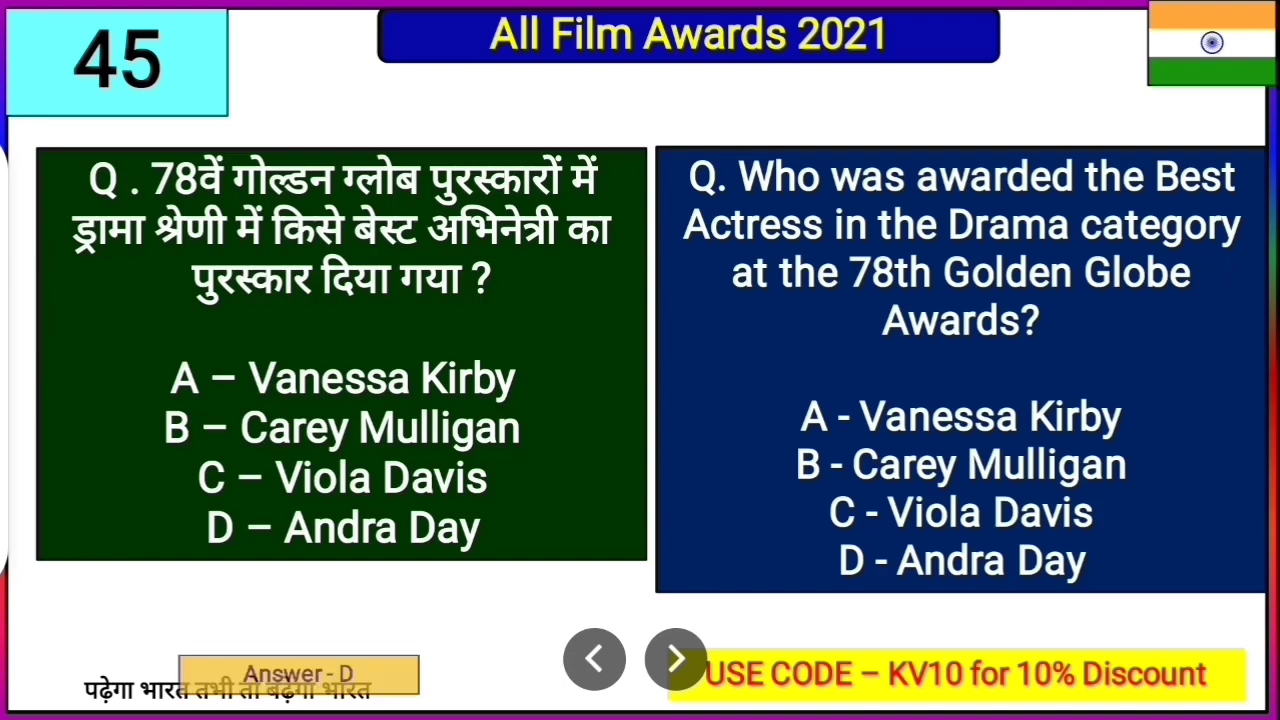 45
All Film Awards 2021
Q . 78वें गोल्डन ग्लोब पुरस्कारों में
ड्रामा श्रेणी में किसे बेस्ट अभिनेत्री का
पुरस्कार दिया गया ?
A – Vanessa Kirby
B – Carey Mulligan
C – Viola Davis
D – Andra Day
Q. Who was awarded the Best
Actress in the Drama category
at the 78th Golden Globe
Awards?
A - Vanessa Kirby
B - Carey Mulligan
C - Viola Davis
D - Andra Day
Answer - D
पढ़ेगा भारत तभी तो बढ़ेगा भारत
USE CODE – KV10 for 10% Discount